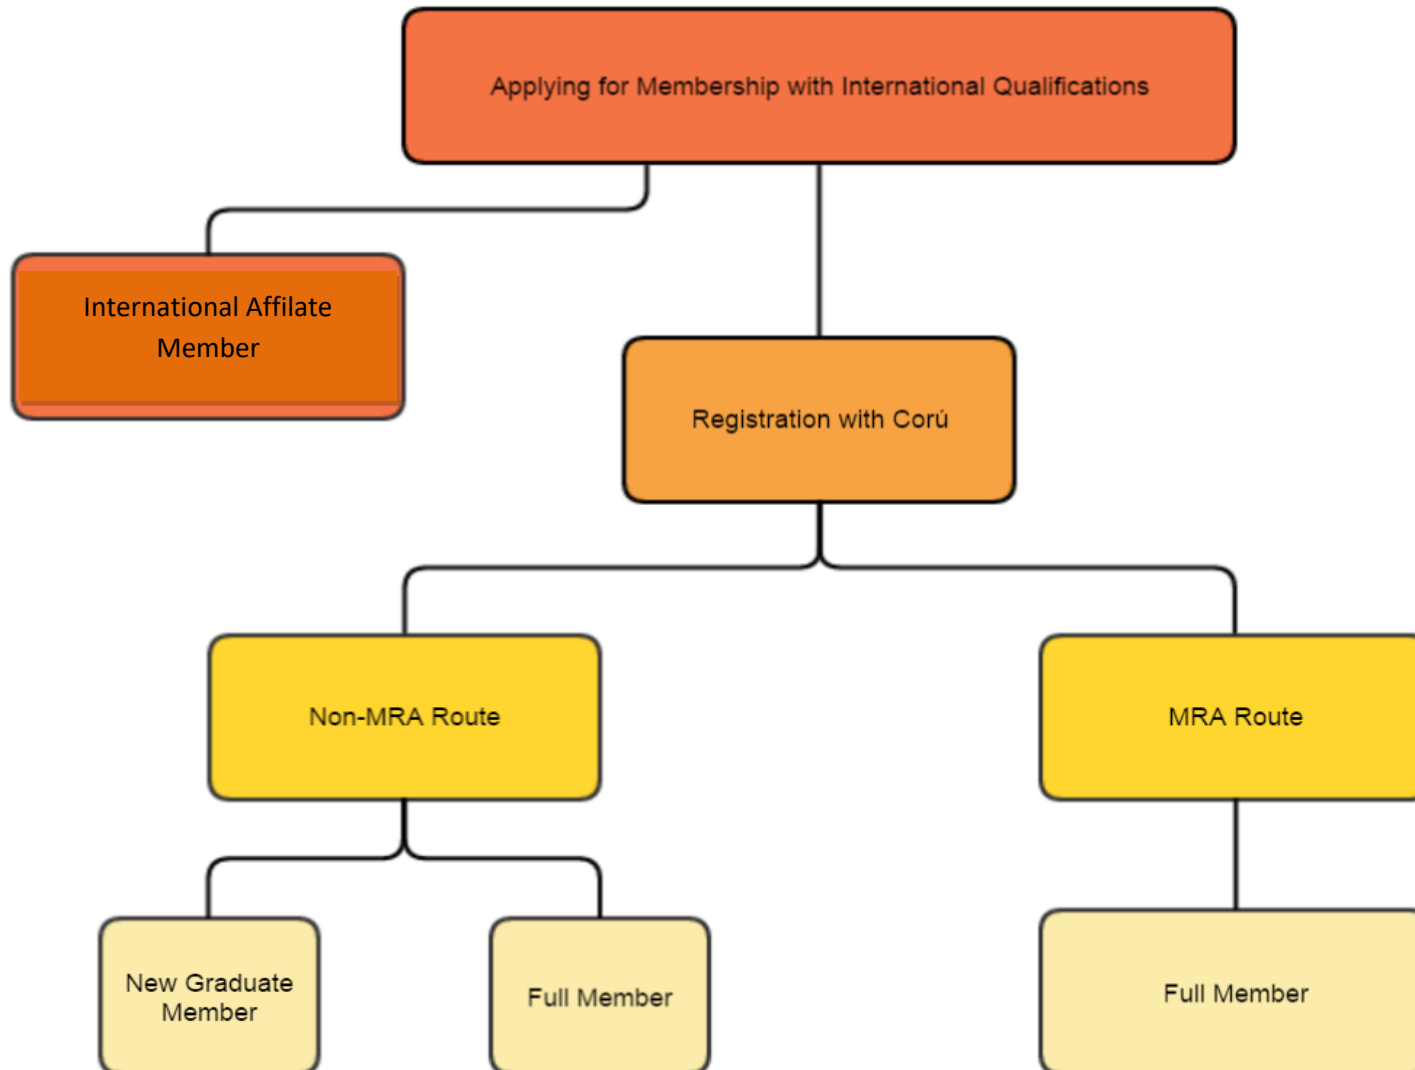 Applying for Membership with International Qualifications
International Affilate
Member
Registration with Corú
Non-MRA Route
MRA Route
New Graduate
Member
Full Member
Full Member